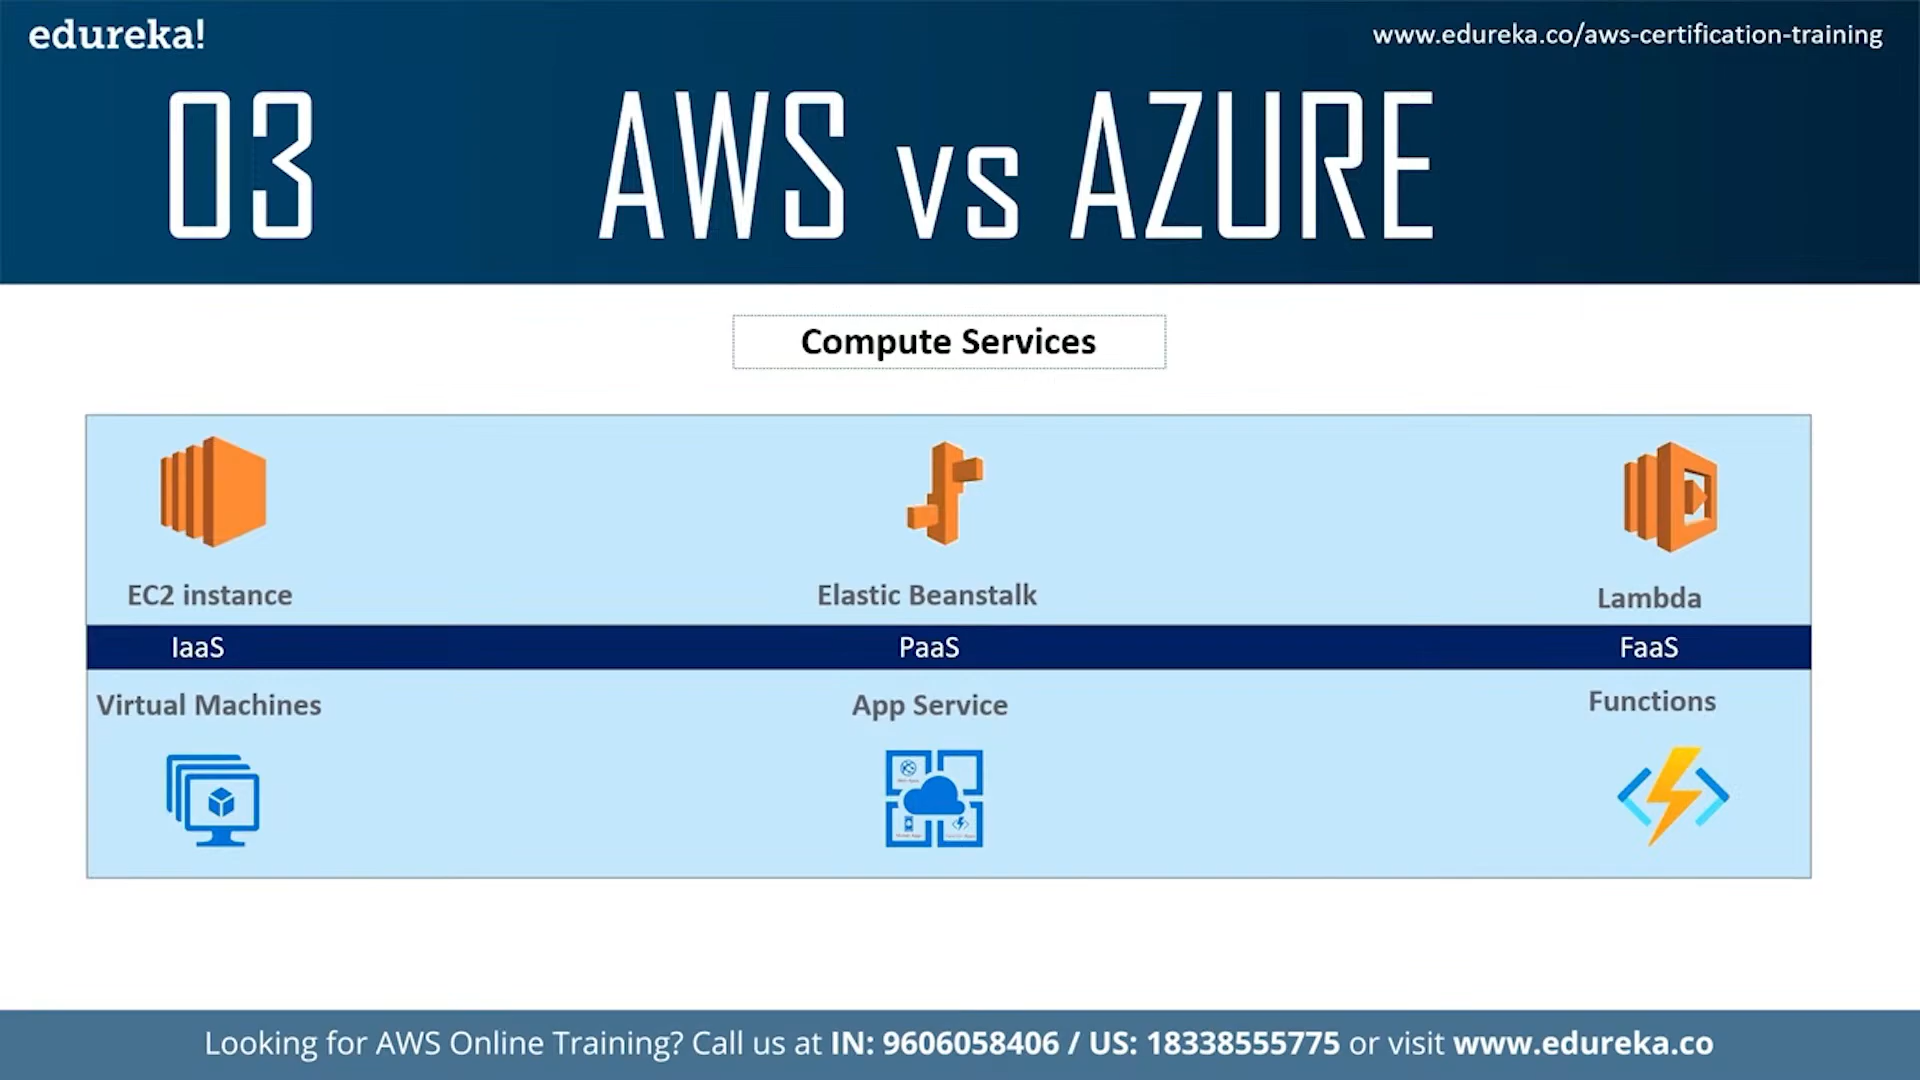 edureka!
www.edureka.co/aws-certification-training
03 AWS vs AZURE
Compute Services
EC2 instance Elastic Beanstalk Lambda
IaaS PaaS FaaS
Virtual Machines App Service Functions
Looking for AWS Online Training? Call us at IN: 9606058406 / US: 18338555775 or visit www.edureka.co